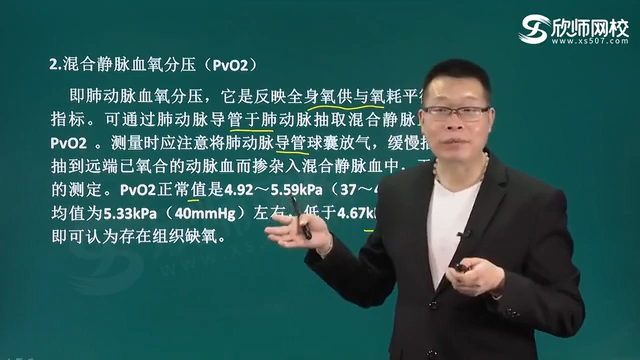 欣师网校
www.xs507.com
2.混合静脉血氧分压（PvO2）
即肺动脉血氧分压，它是反映全身氧供与氧耗平
指标。可通过肺动脉导管于肺动脉抽取混合静脉
PvO2 。测量时应注意将肺动脉导管球囊放气，缓慢
抽到远端已氧合的动脉血而掺杂入混合静脉血中，
的测定。PvO2正常值是4.92～5.59kPa（37～
均值为5.33kPa（40mmHg）左右，低于4.67k
即可认为存在组织缺氧。